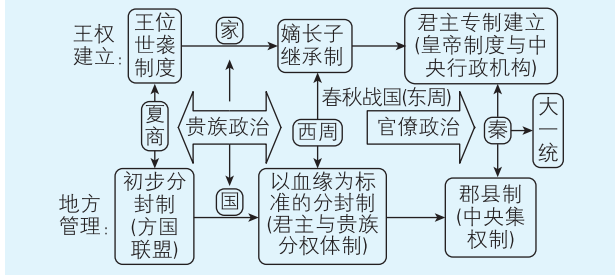 王权
建立:
王位
世袭
制度
家
嫡长子
继承制
君主专制建立
(皇帝制度与中
央行政机构)
夏
商
贵族政治
春秋战国(东周)
西周
官僚政治
秦
大
一
统
地方
管理:
初步分
封制
(方国
联盟)
国
以血缘为标
准的分封制
(君主与贵族
分权体制)
郡县制
(中央集
权制)